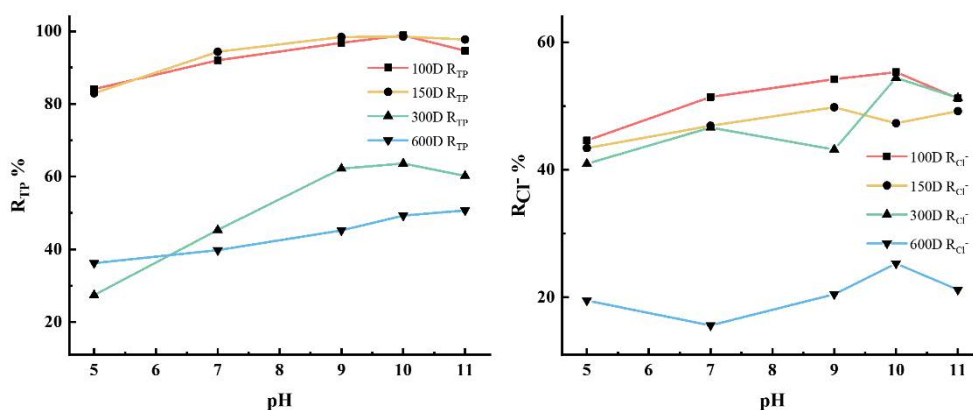 100
80
60
40
20
R_TP %
5
6
7
8
9
10
11
pH
100D R_TP
150D R_TP
300D R_TP
600D R_TP
60
40
20
R_Cl⁻ %
5
6
7
8
9
10
11
pH
100D R_Cl⁻
150D R_Cl⁻
300D R_Cl⁻
600D R_Cl⁻